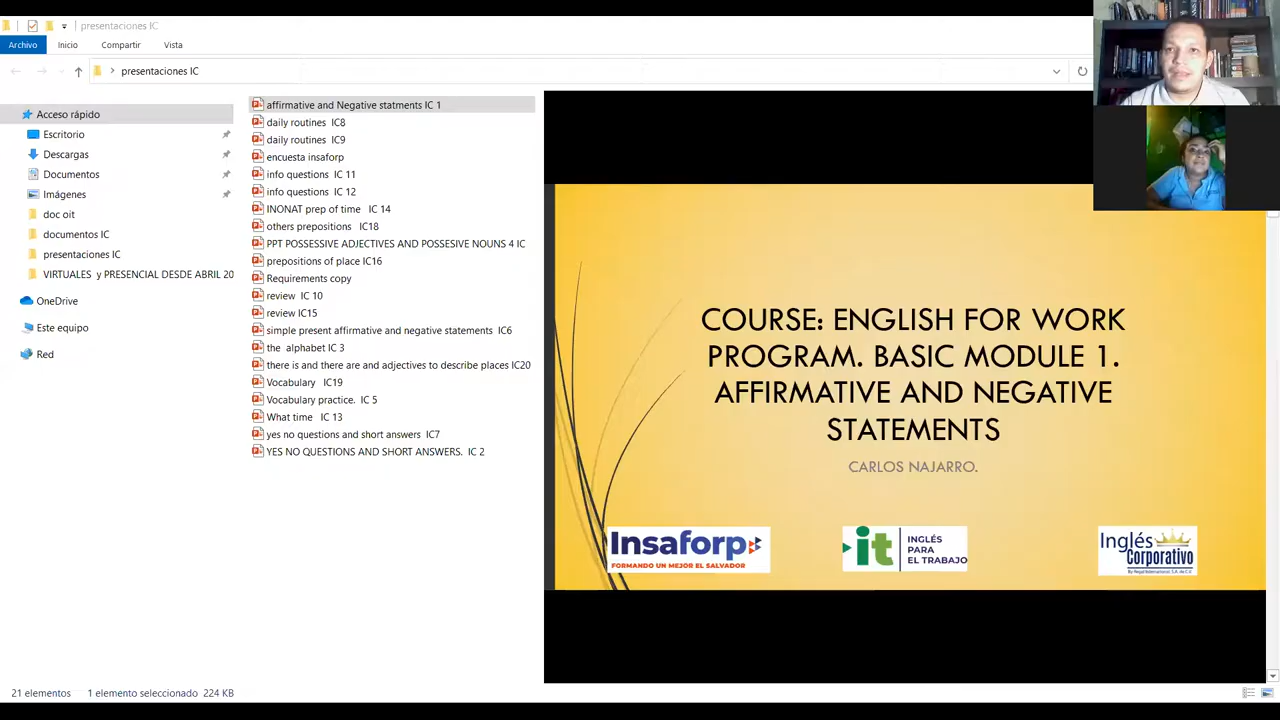 presentaciones IC
Archivo Inicio Compartir Vista
presentaciones IC
Acceso rápido
Escritorio
Descargas
Documentos
Imágenes
doc oit
documentos IC
presentaciones IC
VIRTUALES y PRESENCIAL DESDE ABRIL 20
OneDrive
Este equipo
Red
affirmative and Negative statments IC 1
daily routines IC8
daily routines IC9
encuesta insaforp
info questions IC 11
info questions IC 12
INONAT prep of time IC 14
others prepositions IC18
PPT POSSESSIVE ADJECTIVES AND POSSESIVE NOUNS 4 IC
prepositions of place IC16
Requirements copy
review IC 10
review IC15
simple present affirmative and negative statements IC6
the alphabet IC 3
there is and there are and adjectives to describe places IC20
Vocabulary IC19
Vocabulary practice. IC 5
What time IC 13
yes no questions and short answers IC7
YES NO QUESTIONS AND SHORT ANSWERS. IC 2
COURSE: ENGLISH FOR WORK
PROGRAM. BASIC MODULE 1.
AFFIRMATIVE AND NEGATIVE
STATEMENTS
CARLOS NAJARRO.
Insaforp
FORMANDO UN MEJOR EL SALVADOR
it
INGLÉS
PARA
EL TRABAJO
Inglés
Corporativo
21 elementos 1 elemento seleccionado 224 KB